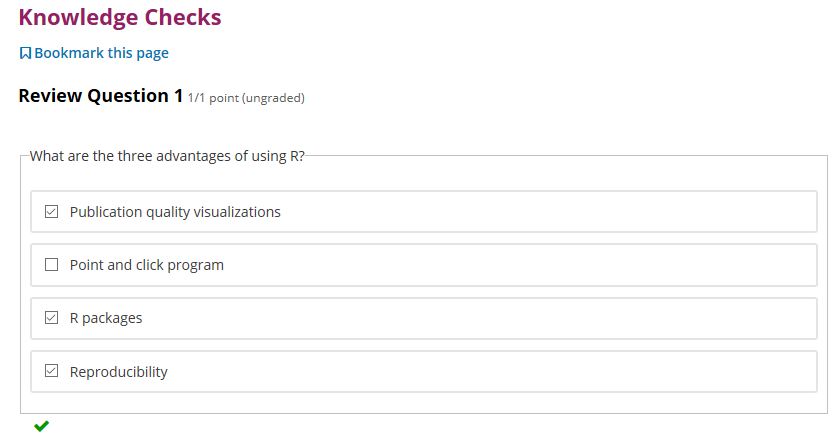 Knowledge Checks
Bookmark this page
Review Question 1 1/1 point (ungraded)
What are the three advantages of using R?
Publication quality visualizations
Point and click program
R packages
Reproducibility